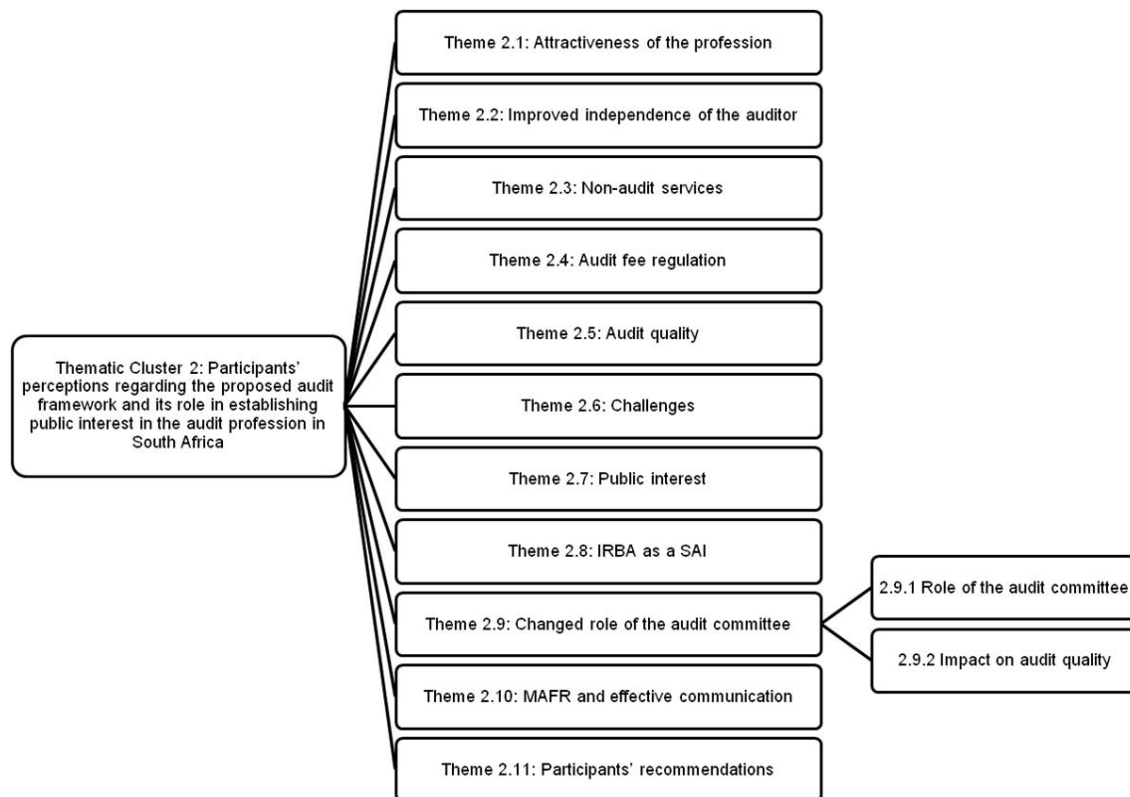 Theme 2.1: Attractiveness of the profession
Theme 2.2: Improved independence of the auditor
Theme 2.3: Non-audit services
Theme 2.4: Audit fee regulation
Theme 2.5: Audit quality
Thematic Cluster 2: Participants’
perceptions regarding the proposed audit
framework and its role in establishing
public interest in the audit profession in
South Africa
Theme 2.6: Challenges
Theme 2.7: Public interest
Theme 2.8: IRBA as a SAI
Theme 2.9: Changed role of the audit committee
2.9.1 Role of the audit committee
2.9.2 Impact on audit quality
Theme 2.10: MAFR and effective communication
Theme 2.11: Participants’ recommendations